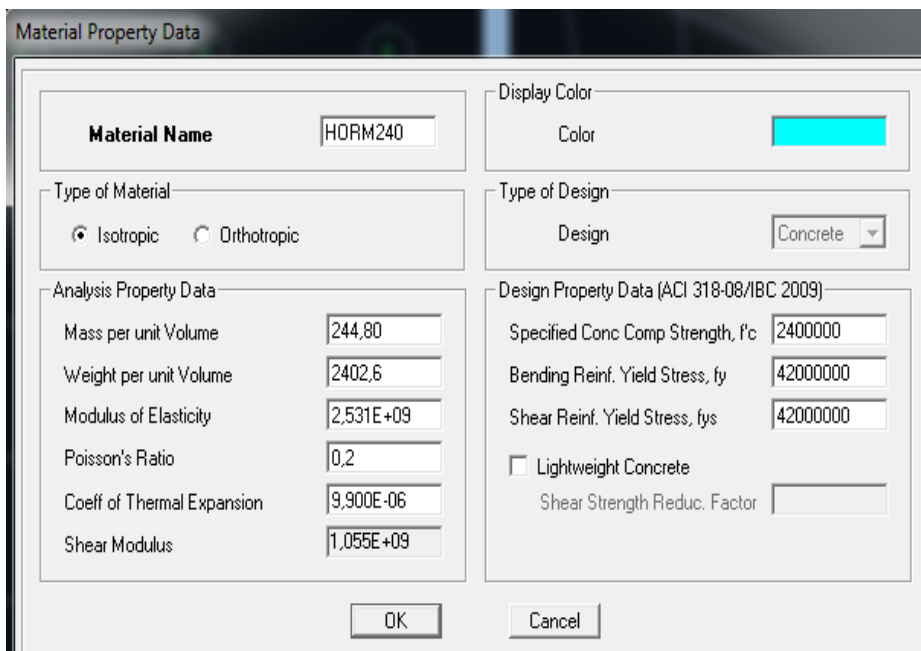 Material Property Data
Material Name HORM240
Display Color
Color
Type of Material
Isotropic Orthotropic
Type of Design
Design Concrete
Analysis Property Data
Mass per unit Volume 244,80
Weight per unit Volume 2402,6
Modulus of Elasticity 2,531E+09
Poisson's Ratio 0,2
Coeff of Thermal Expansion 9,900E-06
Shear Modulus 1,055E+09
Design Property Data (ACI 318-08/IBC 2009)
Specified Conc Comp Strength, f'c 2400000
Bending Reinf. Yield Stress, fy 42000000
Shear Reinf. Yield Stress, fys 42000000
Lightweight Concrete
Shear Strength Reduc. Factor
OK Cancel